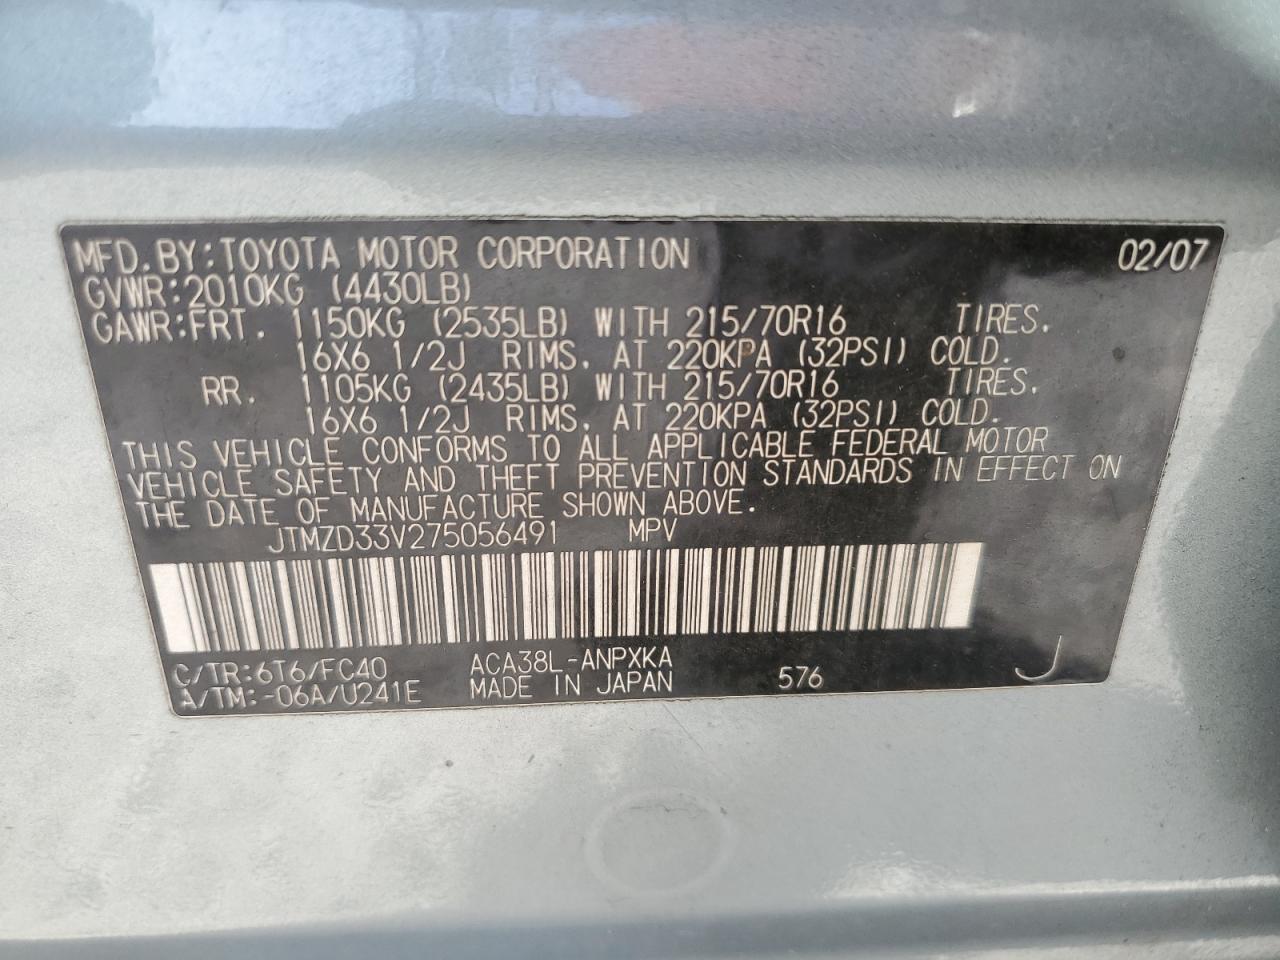 MFD.BY:TOYOTA MOTOR CORPORATION 02/07
GVWR:2010KG (4430LB)
GAWR:FRT. 1150KG (2535LB) WITH 215/70R16 TIRES.
16X6 1/2J RIMS. AT 220KPA (32PSI) COLD.
RR. 1105KG (2435LB) WITH 215/70R16 TIRES.
16X6 1/2J RIMS. AT 220KPA (32PSI) COLD.
THIS VEHICLE CONFORMS TO ALL APPLICABLE FEDERAL MOTOR
VEHICLE SAFETY AND THEFT PREVENTION STANDARDS IN EFFECT ON
THE DATE OF MANUFACTURE SHOWN ABOVE.
JTMZD33V275056491 MPV
C/TR:6T6/FC40 ACA38L-ANPXKA
A/TM:-06A/U241E MADE IN JAPAN 576 J